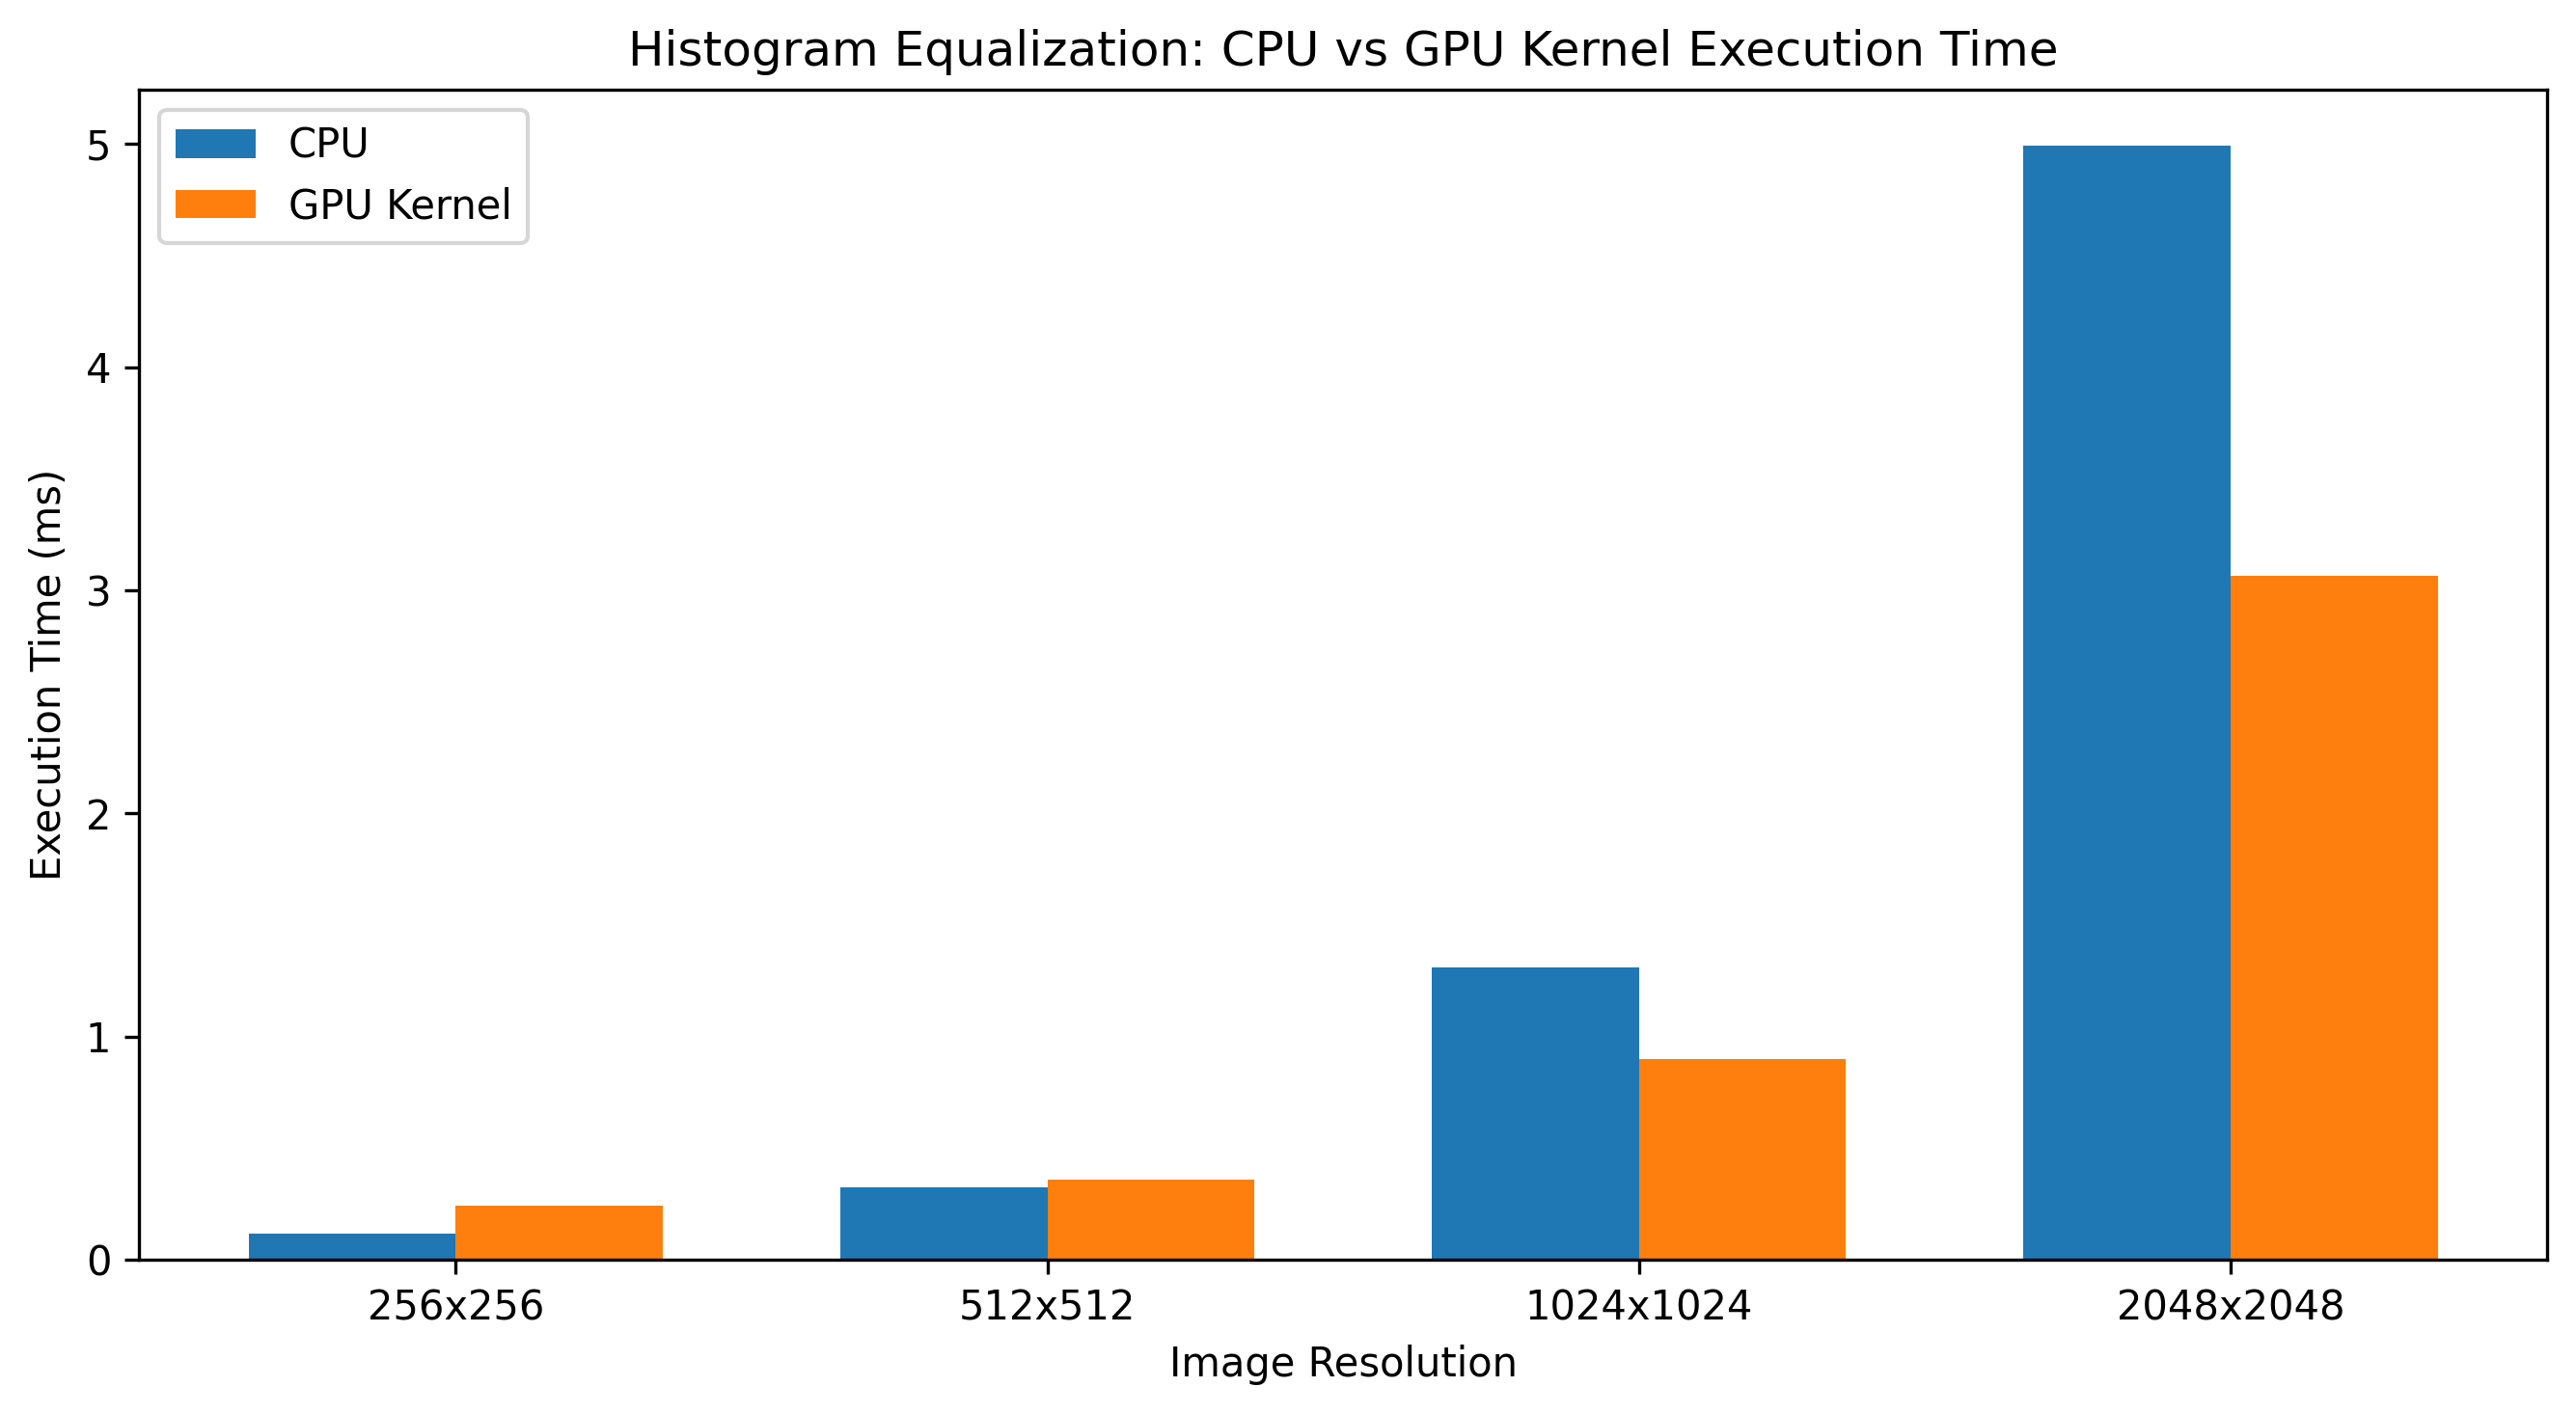 Histogram Equalization: CPU vs GPU Kernel Execution Time
CPU
GPU Kernel
Execution Time (ms)
5
4
3
2
1
0
256x256 512x512 1024x1024 2048x2048
Image Resolution